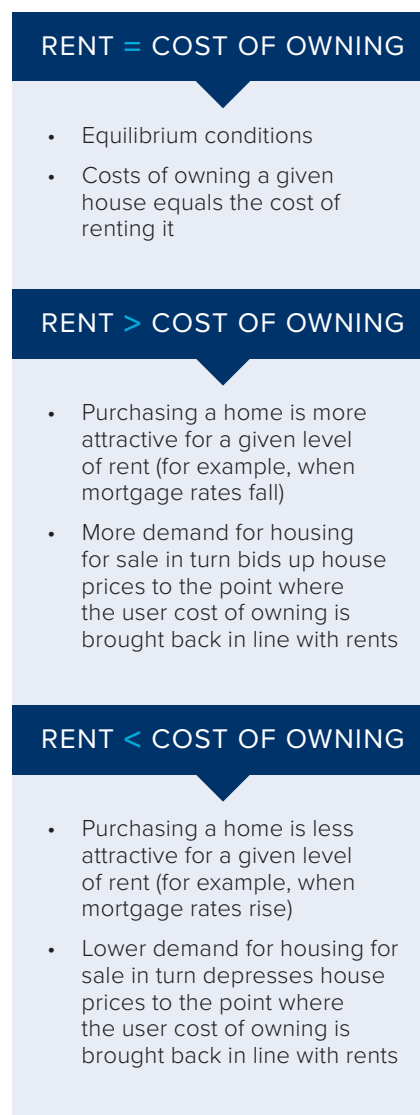 RENT = COST OF OWNING
• Equilibrium conditions
• Costs of owning a given
house equals the cost of
renting it
RENT > COST OF OWNING
• Purchasing a home is more
attractive for a given level
of rent (for example, when
mortgage rates fall)
• More demand for housing
for sale in turn bids up house
prices to the point where
the user cost of owning is
brought back in line with rents
RENT < COST OF OWNING
• Purchasing a home is less
attractive for a given level
of rent (for example, when
mortgage rates rise)
• Lower demand for housing for
sale in turn depresses house
prices to the point where
the user cost of owning is
brought back in line with rents